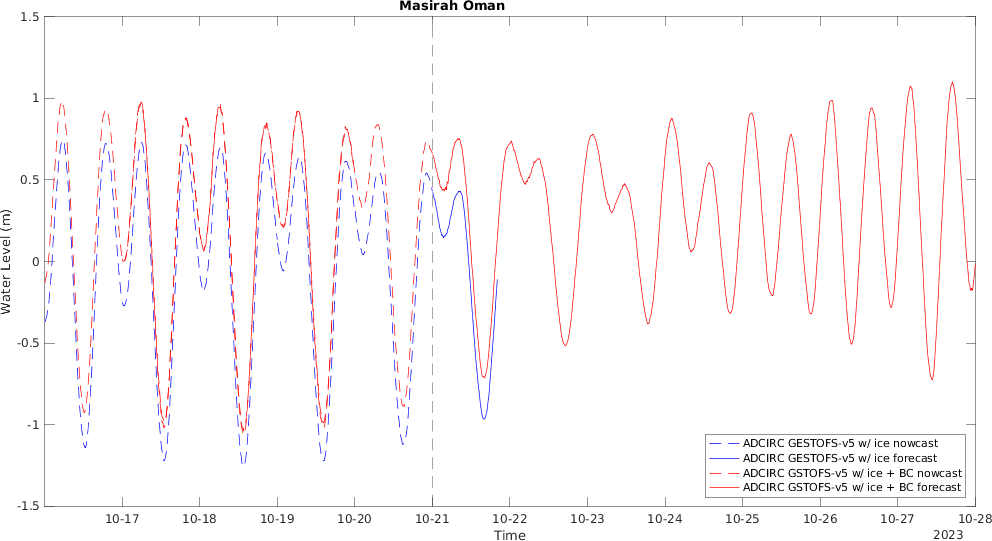 Masirah Oman
1.5
1
0.5
0
-0.5
-1
-1.5
Water Level (m)
10-17 10-18 10-19 10-20 10-21 10-22 10-23 10-24 10-25 10-26 10-27 10-28
Time
2023
ADCIRC GESTOFS-v5 w/ ice nowcast
ADCIRC GESTOFS-v5 w/ ice forecast
ADCIRC GSTOFS-v5 w/ ice + BC nowcast
ADCIRC GSTOFS-v5 w/ ice + BC forecast